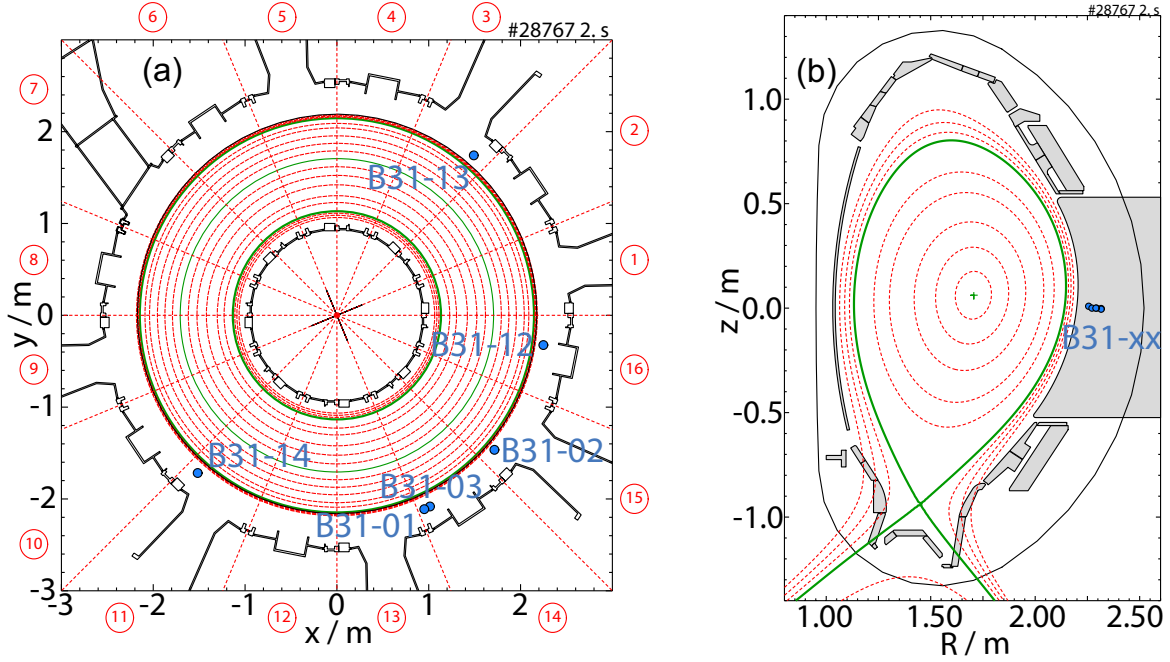 6
5
4
3
#28767 2. s
(a)
7
2
2
B31-13
1
8
1
y / m
0
B31-12
9
-1
16
B31-14
B31-02
B31-03
-2
B31-01
15
10
-3
-3
-2
-1
0
1
2
11
12
x / m
13
14
#28767 2. s
(b)
1.0
0.5
z / m
0.0
B31-xx
-0.5
-1.0
1.00
1.50
2.00
2.50
R / m